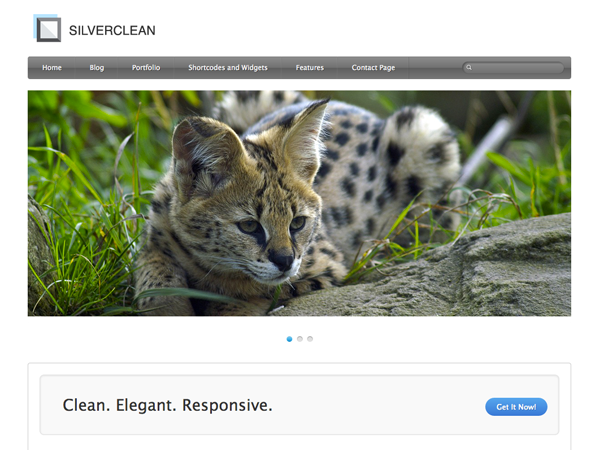 SILVERCLEAN
Home Blog Portfolio Shortcodes and Widgets Features Contact Page
Clean. Elegant. Responsive.
Get It Now!